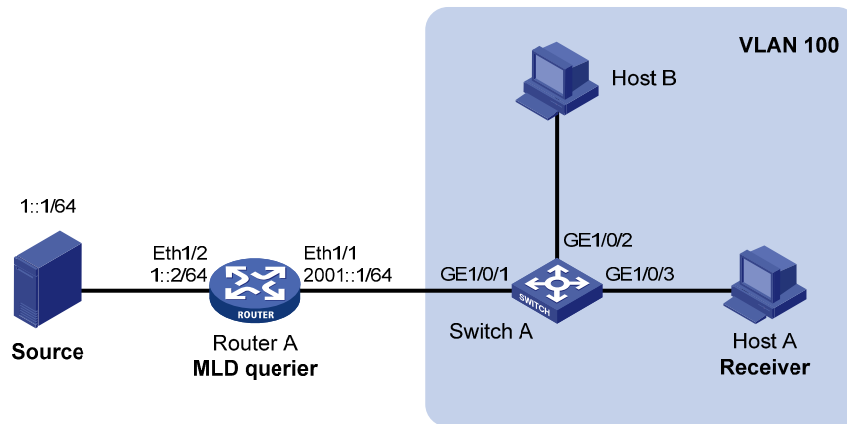 VLAN 100
Host B
1::1/64
Eth1/2
1::2/64
Eth1/1
2001::1/64
GE1/0/1
GE1/0/2
GE1/0/3
ROUTER
SWITCH
Source
Router A
MLD querier
Switch A
Host A
Receiver